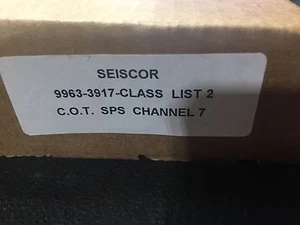 SEISCOR
9963-3917-CLASS LIST 2
C.O.T. SPS CHANNEL 7